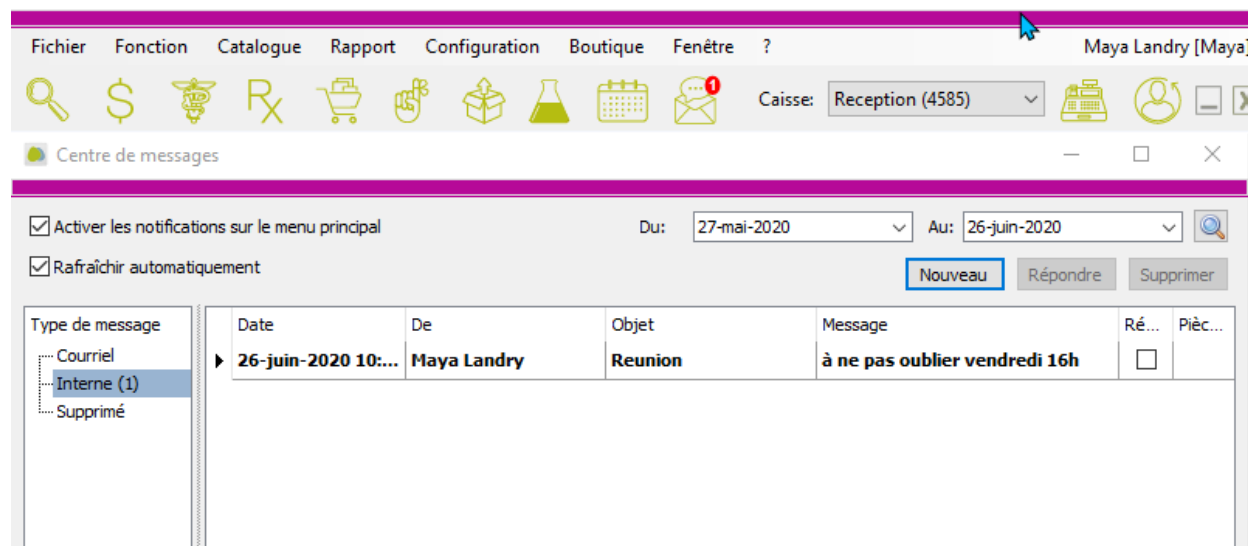 Fichier Fonction Catalogue Rapport Configuration Boutique Fenêtre ? Maya Landry [Maya]
1 Caisse: Reception (4585)
Centre de messages
Activer les notifications sur le menu principal Du: 27-mai-2020 Au: 26-juin-2020
Rafraîchir automatiquement
Nouveau Répondre Supprimer
Type de message Date De Objet Message Ré... Pièc...
Courriel
26-juin-2020 10:... Maya Landry Reunion à ne pas oublier vendredi 16h
Interne (1)
Supprimé